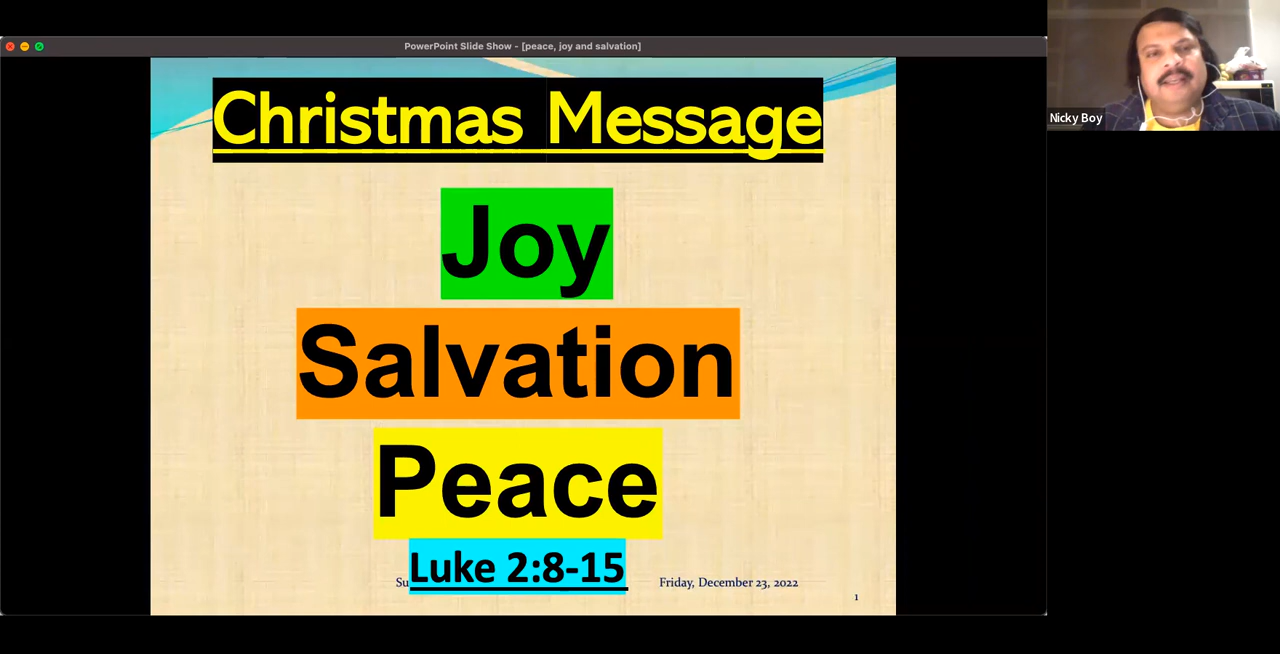 PowerPoint Slide Show - [peace, joy and salvation]
Christmas Message
Joy
Salvation
Peace
Luke 2:8-15
Friday, December 23, 2022
1
Nicky Boy